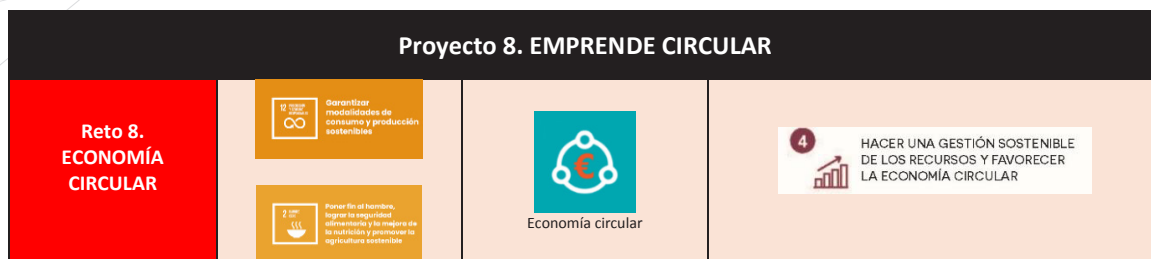 Proyecto 8. EMPRENDE CIRCULAR
Reto 8.
ECONOMÍA
CIRCULAR
12
Garantizar
modalidades de
consumo y producción
sostenibles
2
Poner fin al hambre,
lograr la seguridad
alimentaria y la mejora de
la nutrición y promover la
agricultura sostenible
€
Economía circular
4
HACER UNA GESTIÓN SOSTENIBLE
DE LOS RECURSOS Y FAVORECER
LA ECONOMÍA CIRCULAR